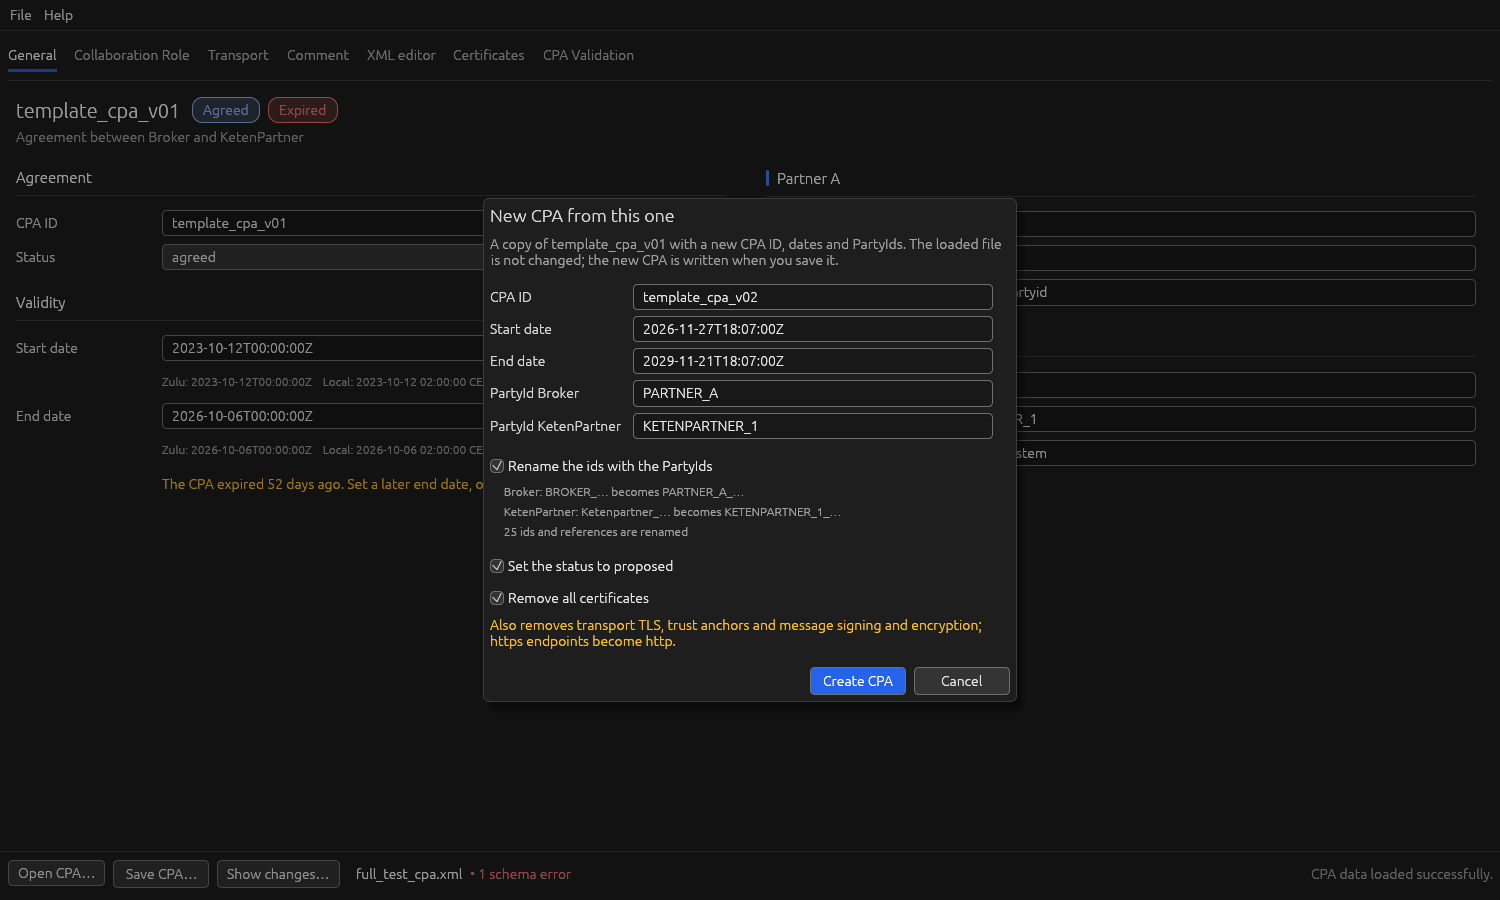 File Help
General Collaboration Role Transport Comment XML editor Certificates CPA Validation
template_cpa_v01 Agreed Expired
Agreement between Broker and KetenPartner
Agreement
CPA ID template_cpa_v01
Status agreed
Validity
Start date 2023-10-12T00:00:00Z
Zulu: 2023-10-12T00:00:00Z Local: 2023-10-12 02:00:00 CE
End date 2026-10-06T00:00:00Z
Zulu: 2026-10-06T00:00:00Z Local: 2026-10-06 02:00:00 CE
The CPA expired 52 days ago. Set a later end date, o
Partner A
rtyid
R_1
stem
New CPA from this one
A copy of template_cpa_v01 with a new CPA ID, dates and PartyIds. The loaded file
is not changed; the new CPA is written when you save it.
CPA ID template_cpa_v02
Start date 2026-11-27T18:07:00Z
End date 2029-11-21T18:07:00Z
PartyId Broker PARTNER_A
PartyId KetenPartner KETENPARTNER_1
Rename the ids with the PartyIds
Broker: BROKER_... becomes PARTNER_A_...
KetenPartner: Ketenpartner_... becomes KETENPARTNER_1_...
25 ids and references are renamed
Set the status to proposed
Remove all certificates
Also removes transport TLS, trust anchors and message signing and encryption;
https endpoints become http.
Create CPA Cancel
Open CPA... Save CPA... Show changes... full_test_cpa.xml • 1 schema error CPA data loaded successfully.